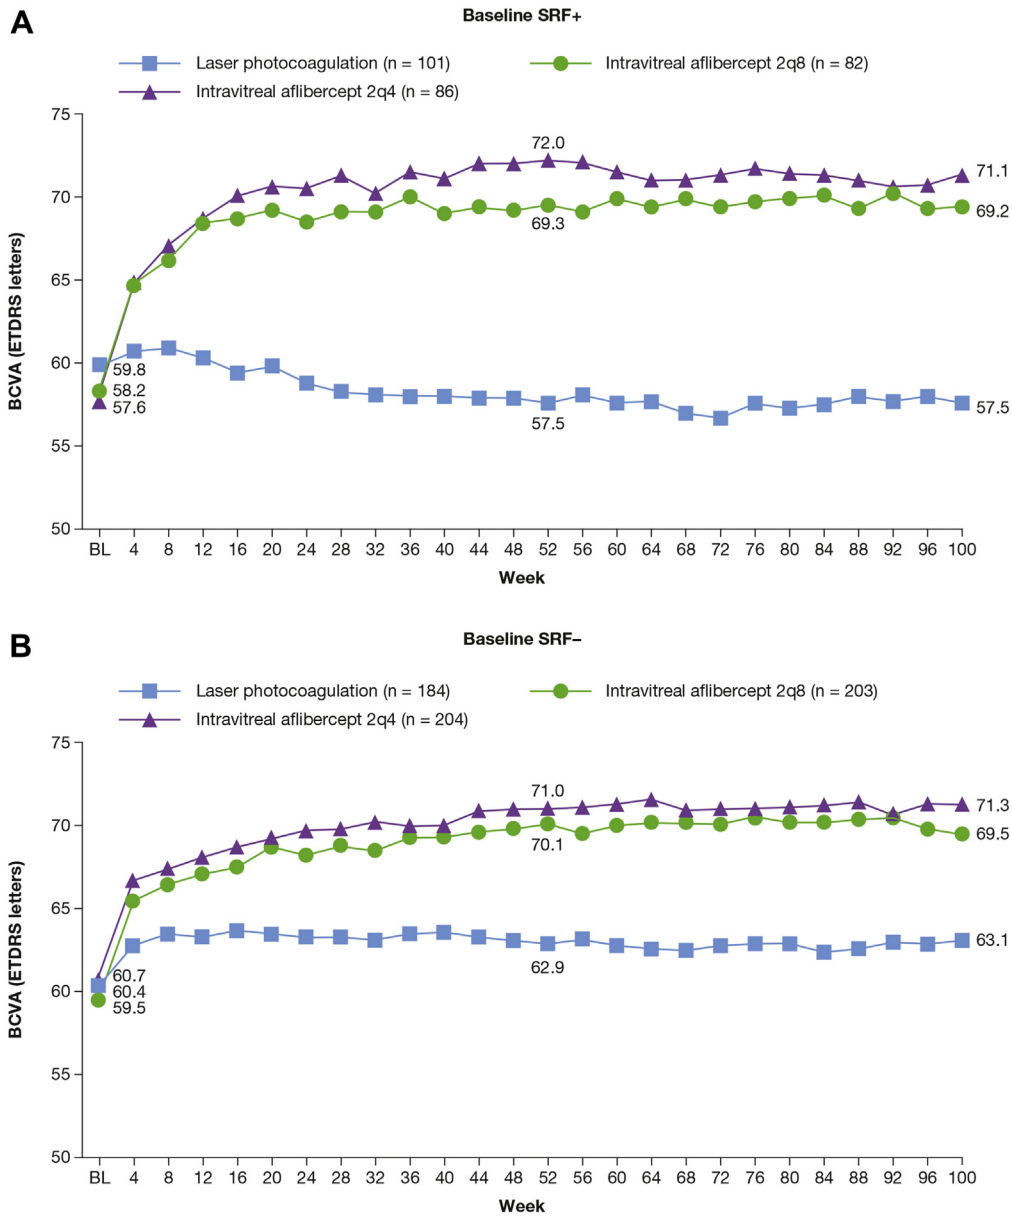 A
Baseline SRF+
Laser photocoagulation (n = 101)
Intravitreal aflibercept 2q8 (n = 82)
Intravitreal aflibercept 2q4 (n = 86)
75
70
65
60
55
50
BCVA (ETDRS letters)
72.0
71.1
69.3
69.2
59.8
58.2
57.6
57.5
57.5
BL 4 8 12 16 20 24 28 32 36 40 44 48 52 56 60 64 68 72 76 80 84 88 92 96 100
Week
B
Baseline SRF–
Laser photocoagulation (n = 184)
Intravitreal aflibercept 2q8 (n = 203)
Intravitreal aflibercept 2q4 (n = 204)
75
70
65
60
55
50
BCVA (ETDRS letters)
71.0
71.3
70.1
69.5
60.7
60.4
59.5
62.9
63.1
BL 4 8 12 16 20 24 28 32 36 40 44 48 52 56 60 64 68 72 76 80 84 88 92 96 100
Week